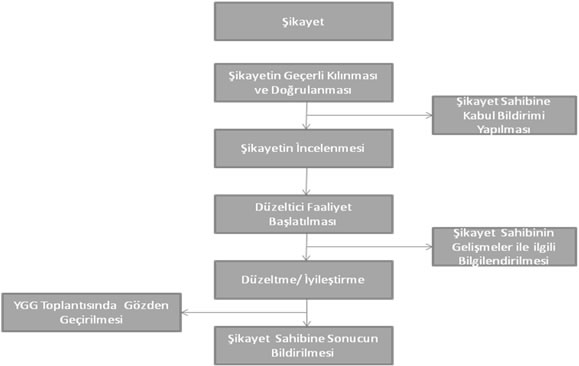 Şikayet
Şikayetin Geçerli Kılınması
ve Doğrulanması
Şikayet Sahibine
Kabul Bildirimi
Yapılması
Şikayetin İncelenmesi
Düzeltici Faaliyet
Başlatılması
Şikayet Sahibinin
Gelişmeler ile ilgili
Bilgilendirilmesi
Düzeltme/ İyileştirme
YGG Toplantısında Gözden
Geçirilmesi
Şikayet Sahibine Sonucun
Bildirilmesi